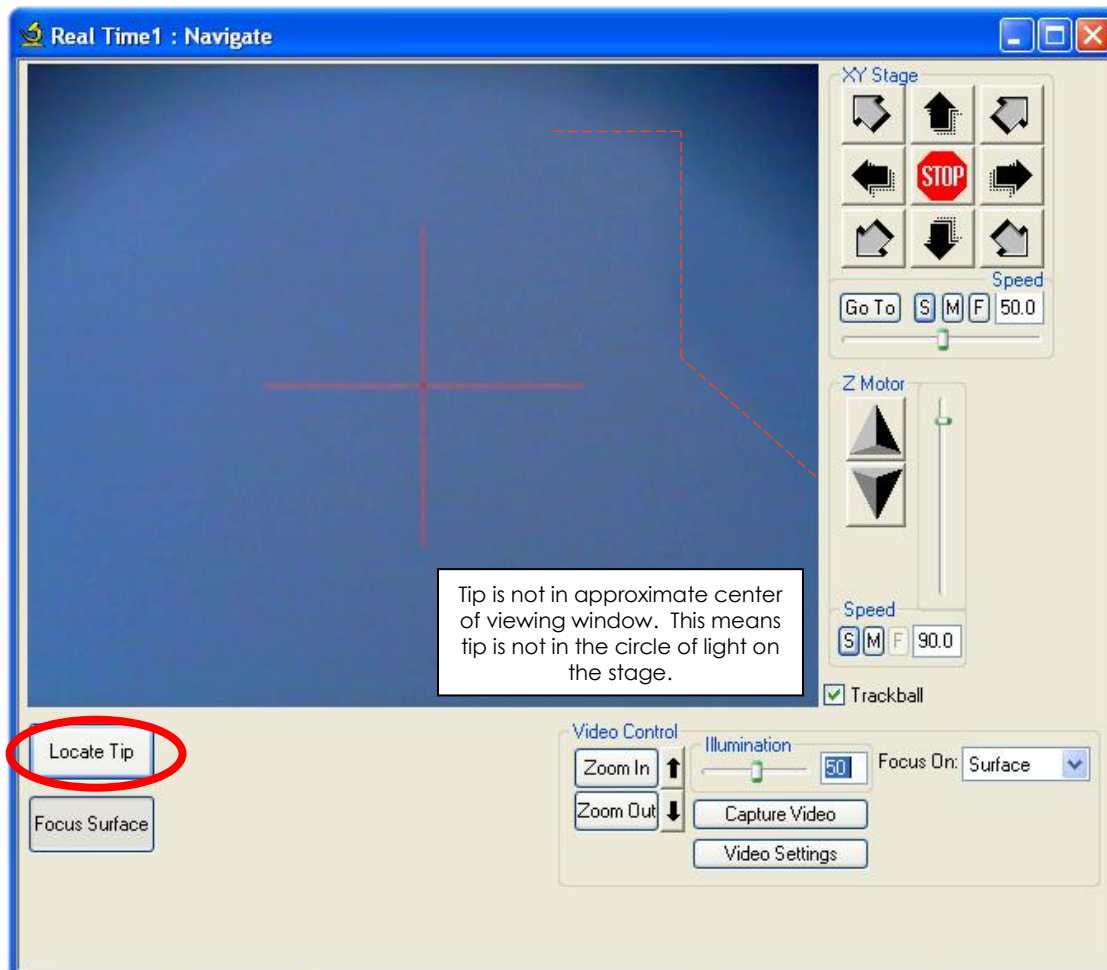 Real Time1 : Navigate
XY Stage
STOP
Speed
Go To S M F 50.0
Z Motor
Speed
S M F 90.0
Trackball
Tip is not in approximate center
of viewing window. This means
tip is not in the circle of light on
the stage.
Locate Tip
Focus Surface
Video Control
Zoom In
Zoom Out
Illumination
50
Focus On: Surface
Capture Video
Video Settings